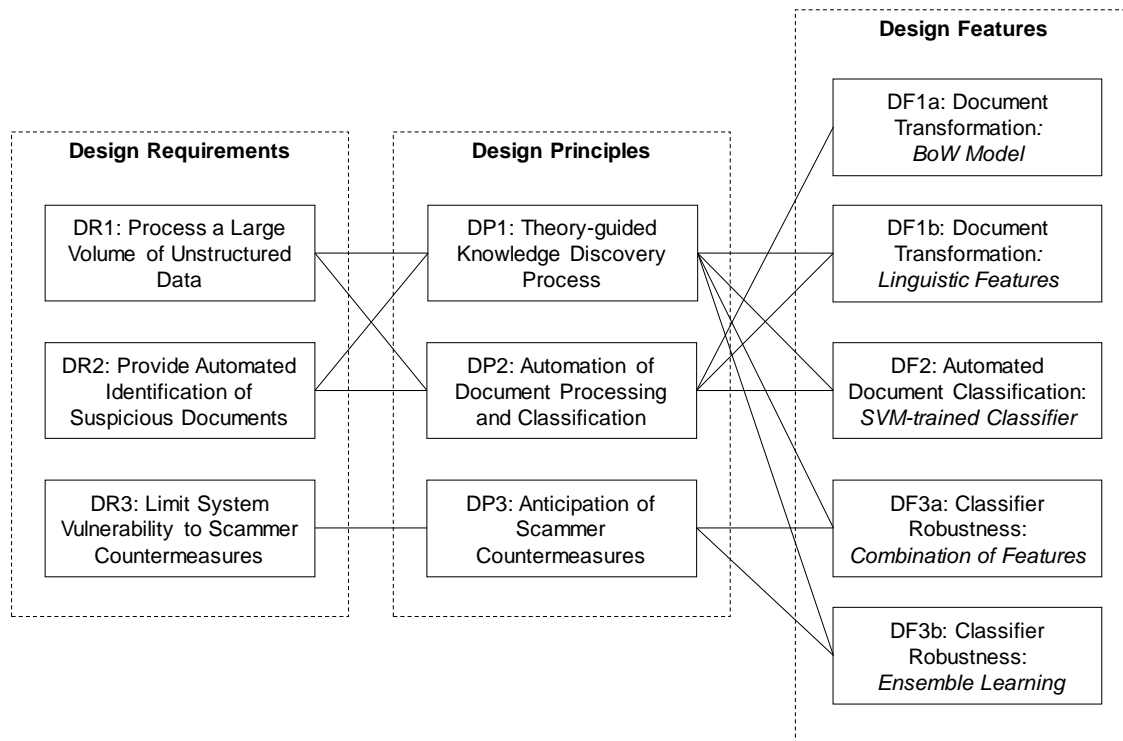 Design Requirements
DR1: Process a Large
Volume of Unstructured
Data
DR2: Provide Automated
Identification of
Suspicious Documents
DR3: Limit System
Vulnerability to Scammer
Countermeasures
Design Principles
DP1: Theory-guided
Knowledge Discovery
Process
DP2: Automation of
Document Processing
and Classification
DP3: Anticipation of
Scammer
Countermeasures
Design Features
DF1a: Document
Transformation:
BoW Model
DF1b: Document
Transformation:
Linguistic Features
DF2: Automated
Document Classification:
SVM-trained Classifier
DF3a: Classifier
Robustness:
Combination of Features
DF3b: Classifier
Robustness:
Ensemble Learning